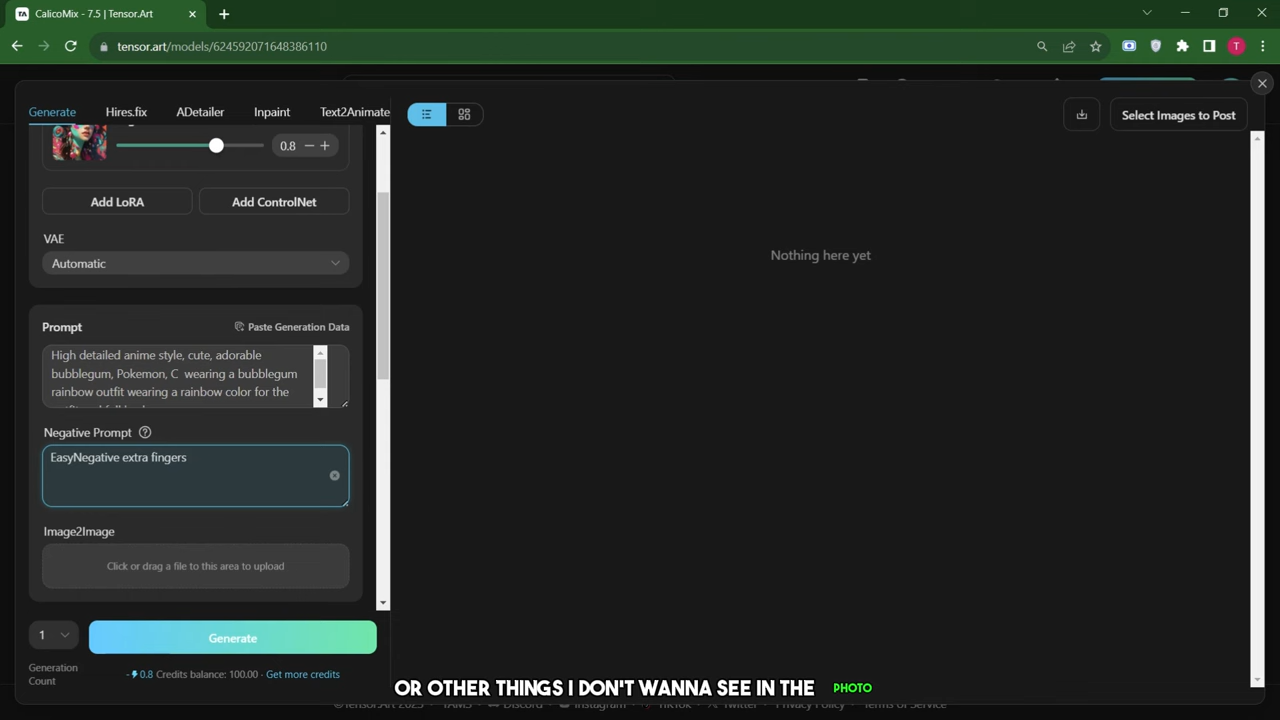 CalicoMix - 7.5 | Tensor.Art
tensor.art/models/624592071648386110
T
Generate
Hires.fix
ADetailer
Inpaint
Text2Animate
Select Images to Post
0.8
Add LoRA
Add ControlNet
VAE
Automatic
Nothing here yet
Prompt
Paste Generation Data
High detailed anime style, cute, adorable
bubblegum, Pokemon, C wearing a bubblegum
rainbow outfit wearing a rainbow color for the
Negative Prompt
EasyNegative extra fingers
Image2Image
Click or drag a file to this area to upload
1
Generate
Generation
Count
- 0.8 Credits balance: 100.00 Get more credits
OR OTHER THINGS I DON'T WANNA SEE IN THE PHOTO